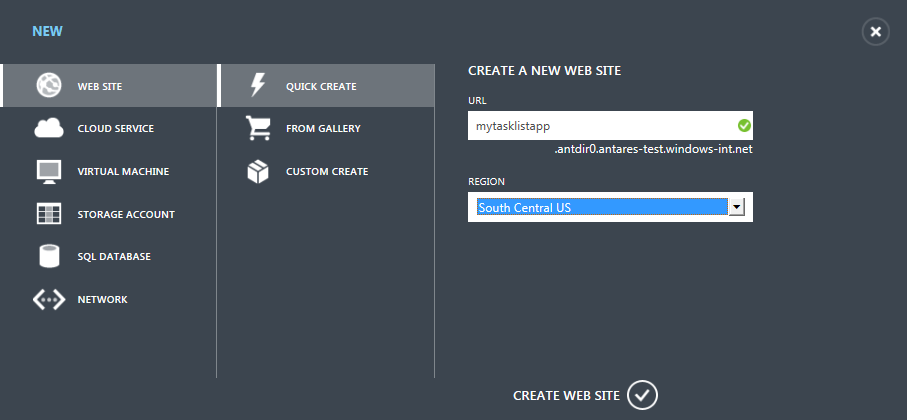 NEW
WEB SITE
CLOUD SERVICE
VIRTUAL MACHINE
STORAGE ACCOUNT
SQL DATABASE
NETWORK
QUICK CREATE
FROM GALLERY
CUSTOM CREATE
CREATE A NEW WEB SITE
URL
mytasklistapp
.antdir0.antares-test.windows-int.net
REGION
South Central US
CREATE WEB SITE